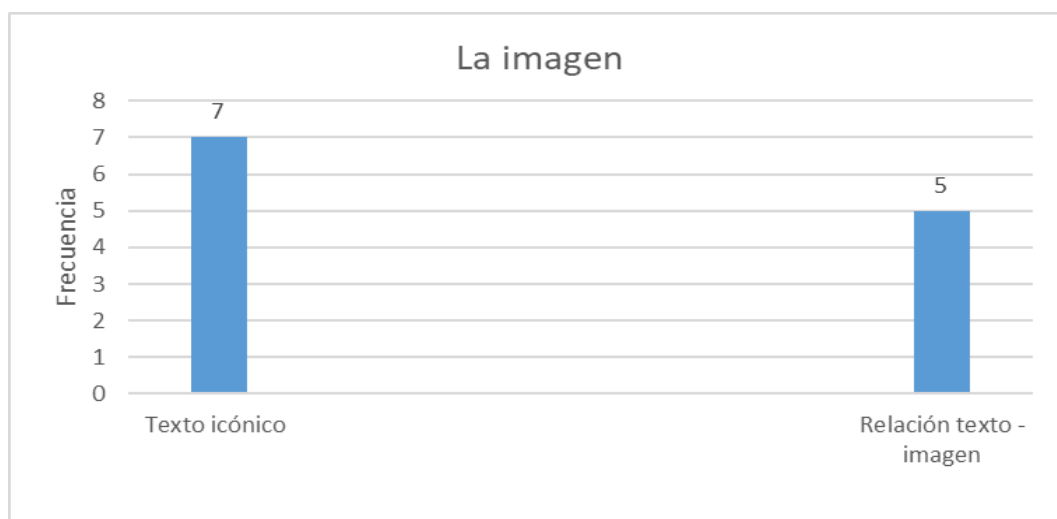 La imagen
8
7
6
5
4
3
2
1
0
Frecuencia
7
5
Texto icónico
Relación texto -
imagen